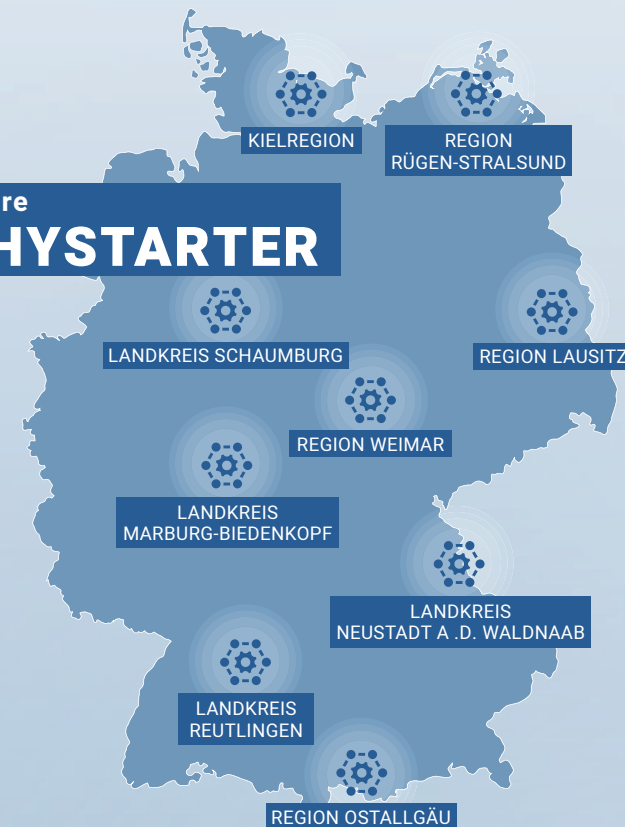 KIELREGION
REGION
RÜGEN-STRALSUND
re
HYSTARTER
LANDKREIS SCHAUMBURG
REGION LAUSITZ
REGION WEIMAR
LANDKREIS
MARBURG-BIEDENKOPF
LANDKREIS
NEUSTADT A .D. WALDNAAB
LANDKREIS
REUTLINGEN
REGION OSTALLGÄU